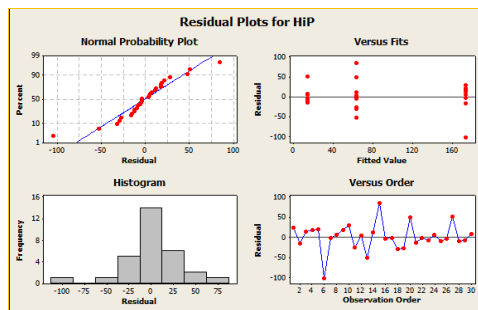 Residual Plots for HiP
Normal Probability Plot
Versus Fits
99
90
50
10
1
Percent
-100 -50 0 50 100
Residual
100
50
0
-50
-100
Residual
0 40 80 120 160
Fitted Value
Histogram
Versus Order
16
12
8
4
0
Frequency
-100 -75 -50 -25 0 25 50 75
Residual
100
50
0
-50
-100
Residual
2 4 6 8 10 12 14 16 18 20 22 24 26 28 30
Observation Order